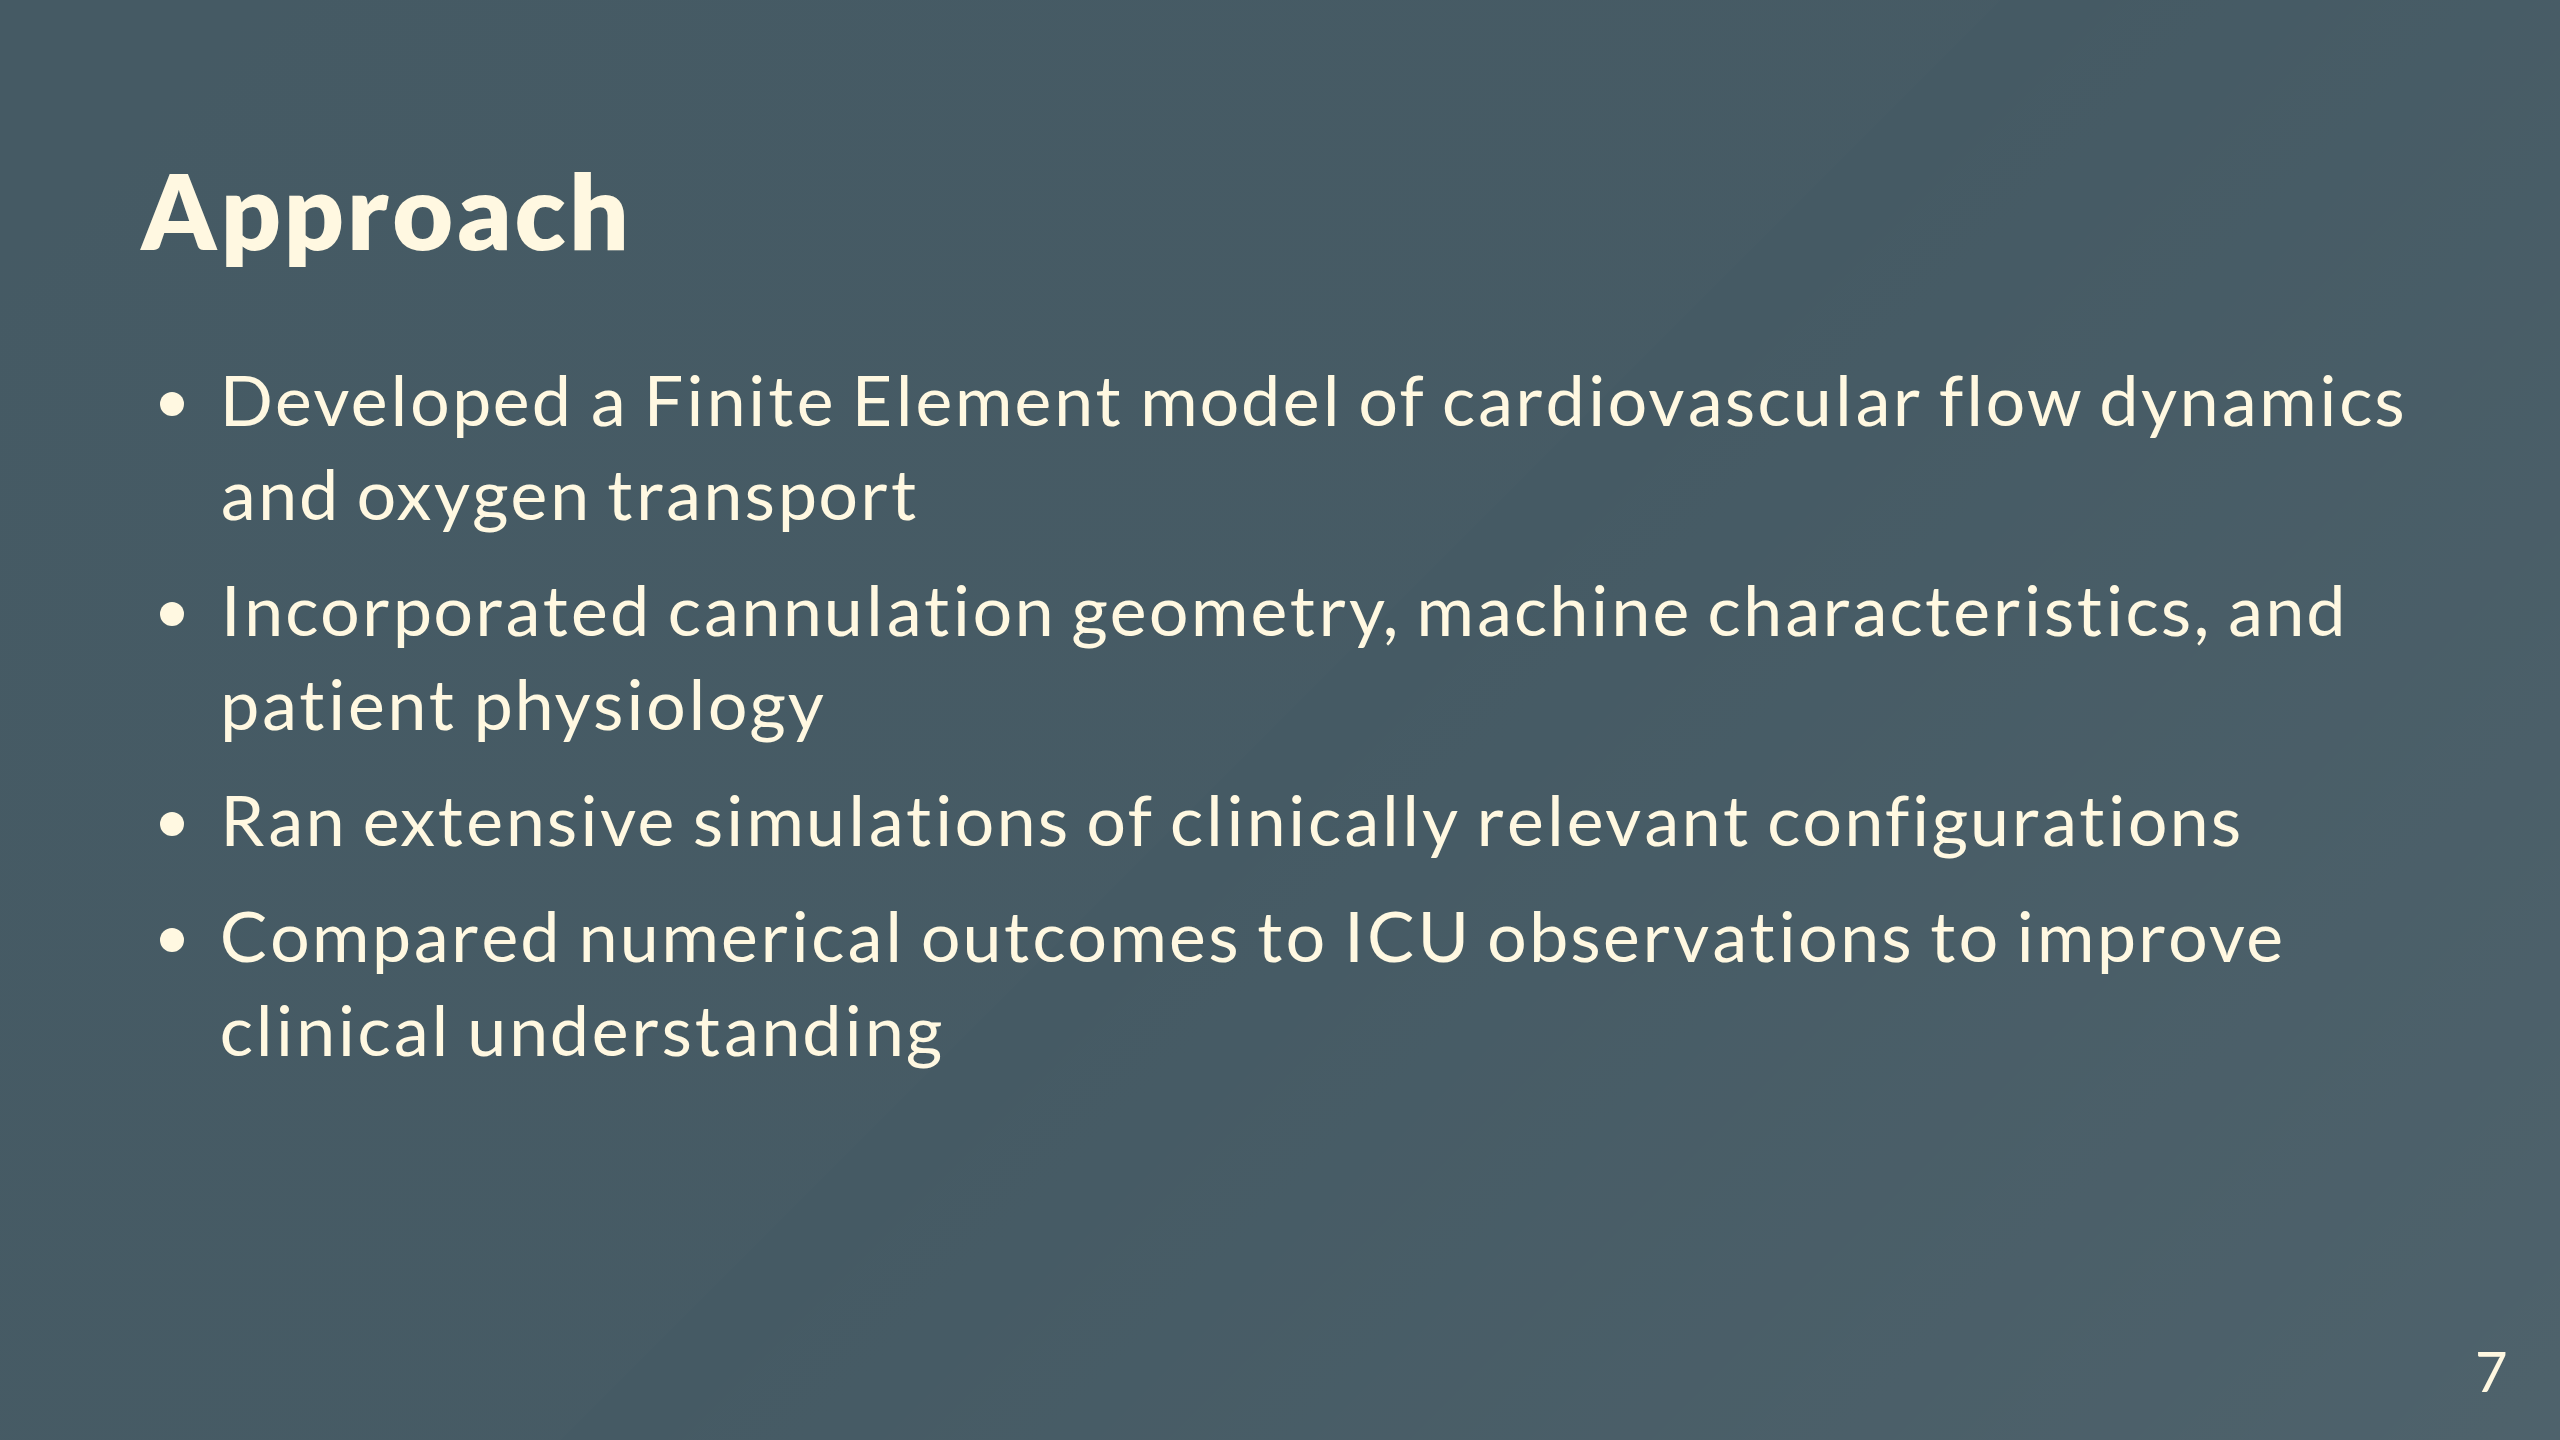 Approach
• Developed a Finite Element model of cardiovascular flow dynamics
and oxygen transport
• Incorporated cannulation geometry, machine characteristics, and
patient physiology
• Ran extensive simulations of clinically relevant configurations
• Compared numerical outcomes to ICU observations to improve
clinical understanding
7